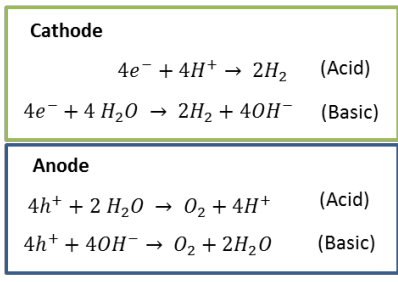 Cathode
4e⁻ + 4H⁺ → 2H₂ (Acid)
4e⁻ + 4 H₂O → 2H₂ + 4OH⁻ (Basic)
Anode
4h⁺ + 2 H₂O → O₂ + 4H⁺ (Acid)
4h⁺ + 4OH⁻ → O₂ + 2H₂O (Basic)